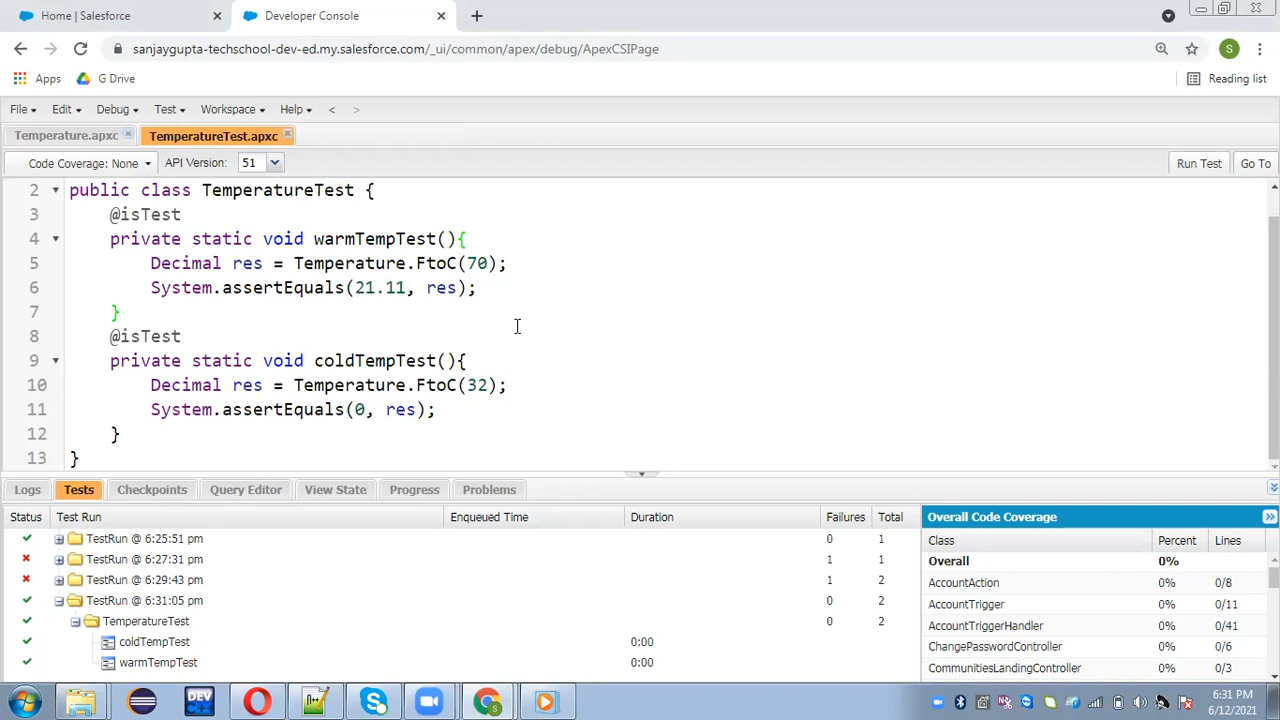 Home | Salesforce
Developer Console
sanjaygupta-techschool-dev-ed.my.salesforce.com/_ui/common/apex/debug/ApexCSIPage
S
Apps
G Drive
Reading list
File
Edit
Debug
Test
Workspace
Help
<
>
Temperature.apxc
TemperatureTest.apxc
Code Coverage: None
API Version:
51
Run Test
Go To
2 public class TemperatureTest {
3 @isTest
4 private static void warmTempTest(){
5 Decimal res = Temperature.FtoC(70);
6 System.assertEquals(21.11, res);
7 }
8 @isTest
9 private static void coldTempTest(){
10 Decimal res = Temperature.FtoC(32);
11 System.assertEquals(0, res);
12 }
13 }
Logs
Tests
Checkpoints
Query Editor
View State
Progress
Problems
Status Test Run Enqueued Time Duration Failures Total
TestRun @ 6:25:51 pm 0 1
TestRun @ 6:27:31 pm 1 1
TestRun @ 6:29:43 pm 1 2
TestRun @ 6:31:05 pm 0 2
TemperatureTest 0 2
coldTempTest 0:00
warmTempTest 0:00
Overall Code Coverage
Class Percent Lines
Overall 0%
AccountAction 0% 0/8
AccountTrigger 0% 0/11
AccountTriggerHandler 0% 0/41
ChangePasswordController 0% 0/6
CommunitiesLandingController 0% 0/3
DEV
6:31 PM
6/12/2021